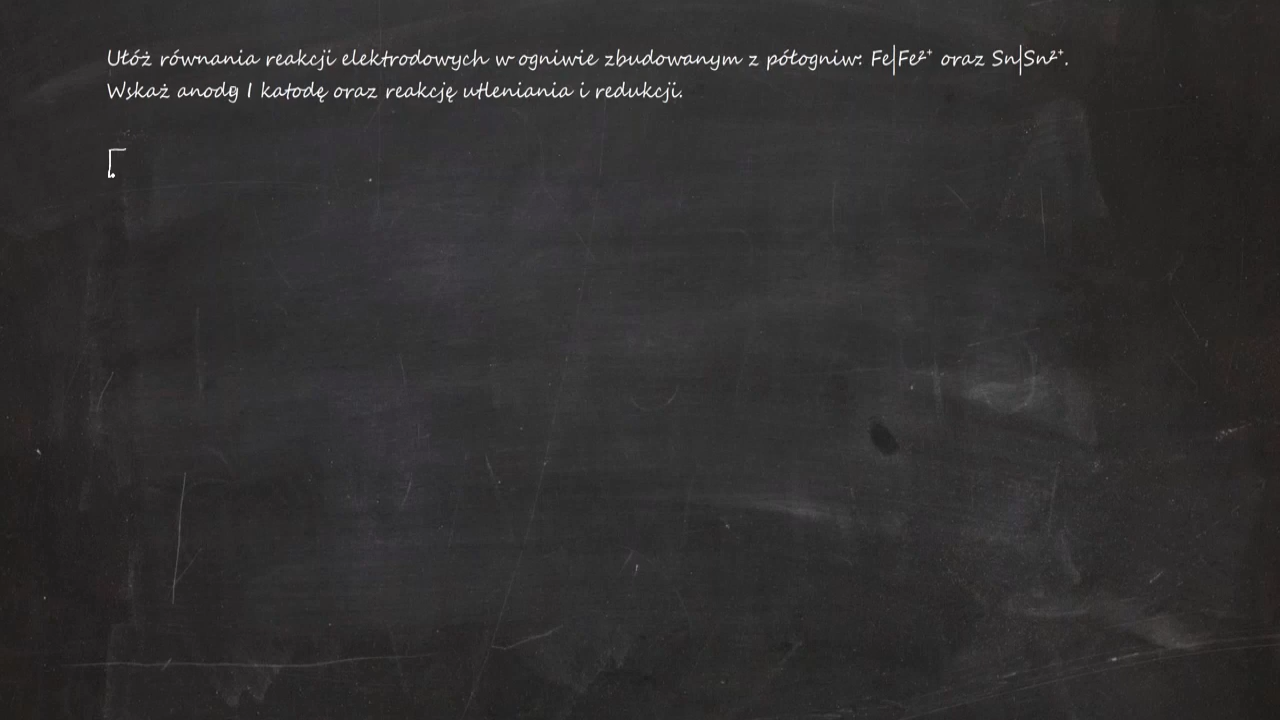 Ułóż równania reakcji elektrodowych w ogniwie zbudowanym z półogniw: Fe|Fe²⁺ oraz Sn|Sn²⁺.
Wskaż anodę I katodę oraz reakcję utleniania i redukcji.